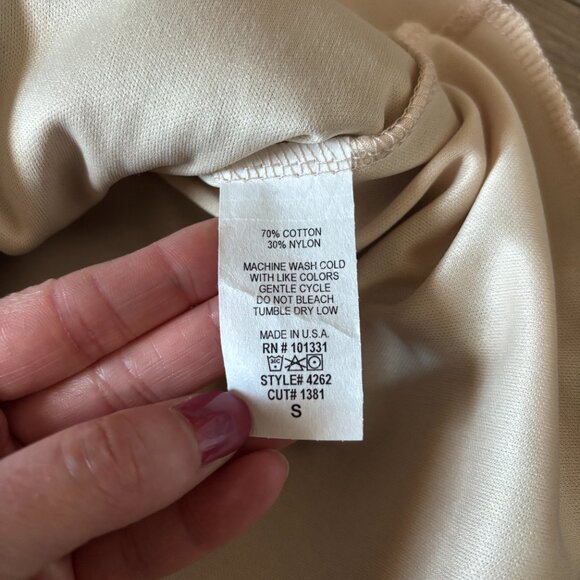 70% COTTON
30% NYLON
MACHINE WASH COLD
WITH LIKE COLORS
GENTLE CYCLE
DO NOT BLEACH
TUMBLE DRY LOW
MADE IN U.S.A.
RN # 101331
STYLE# 4262
CUT# 1381
S